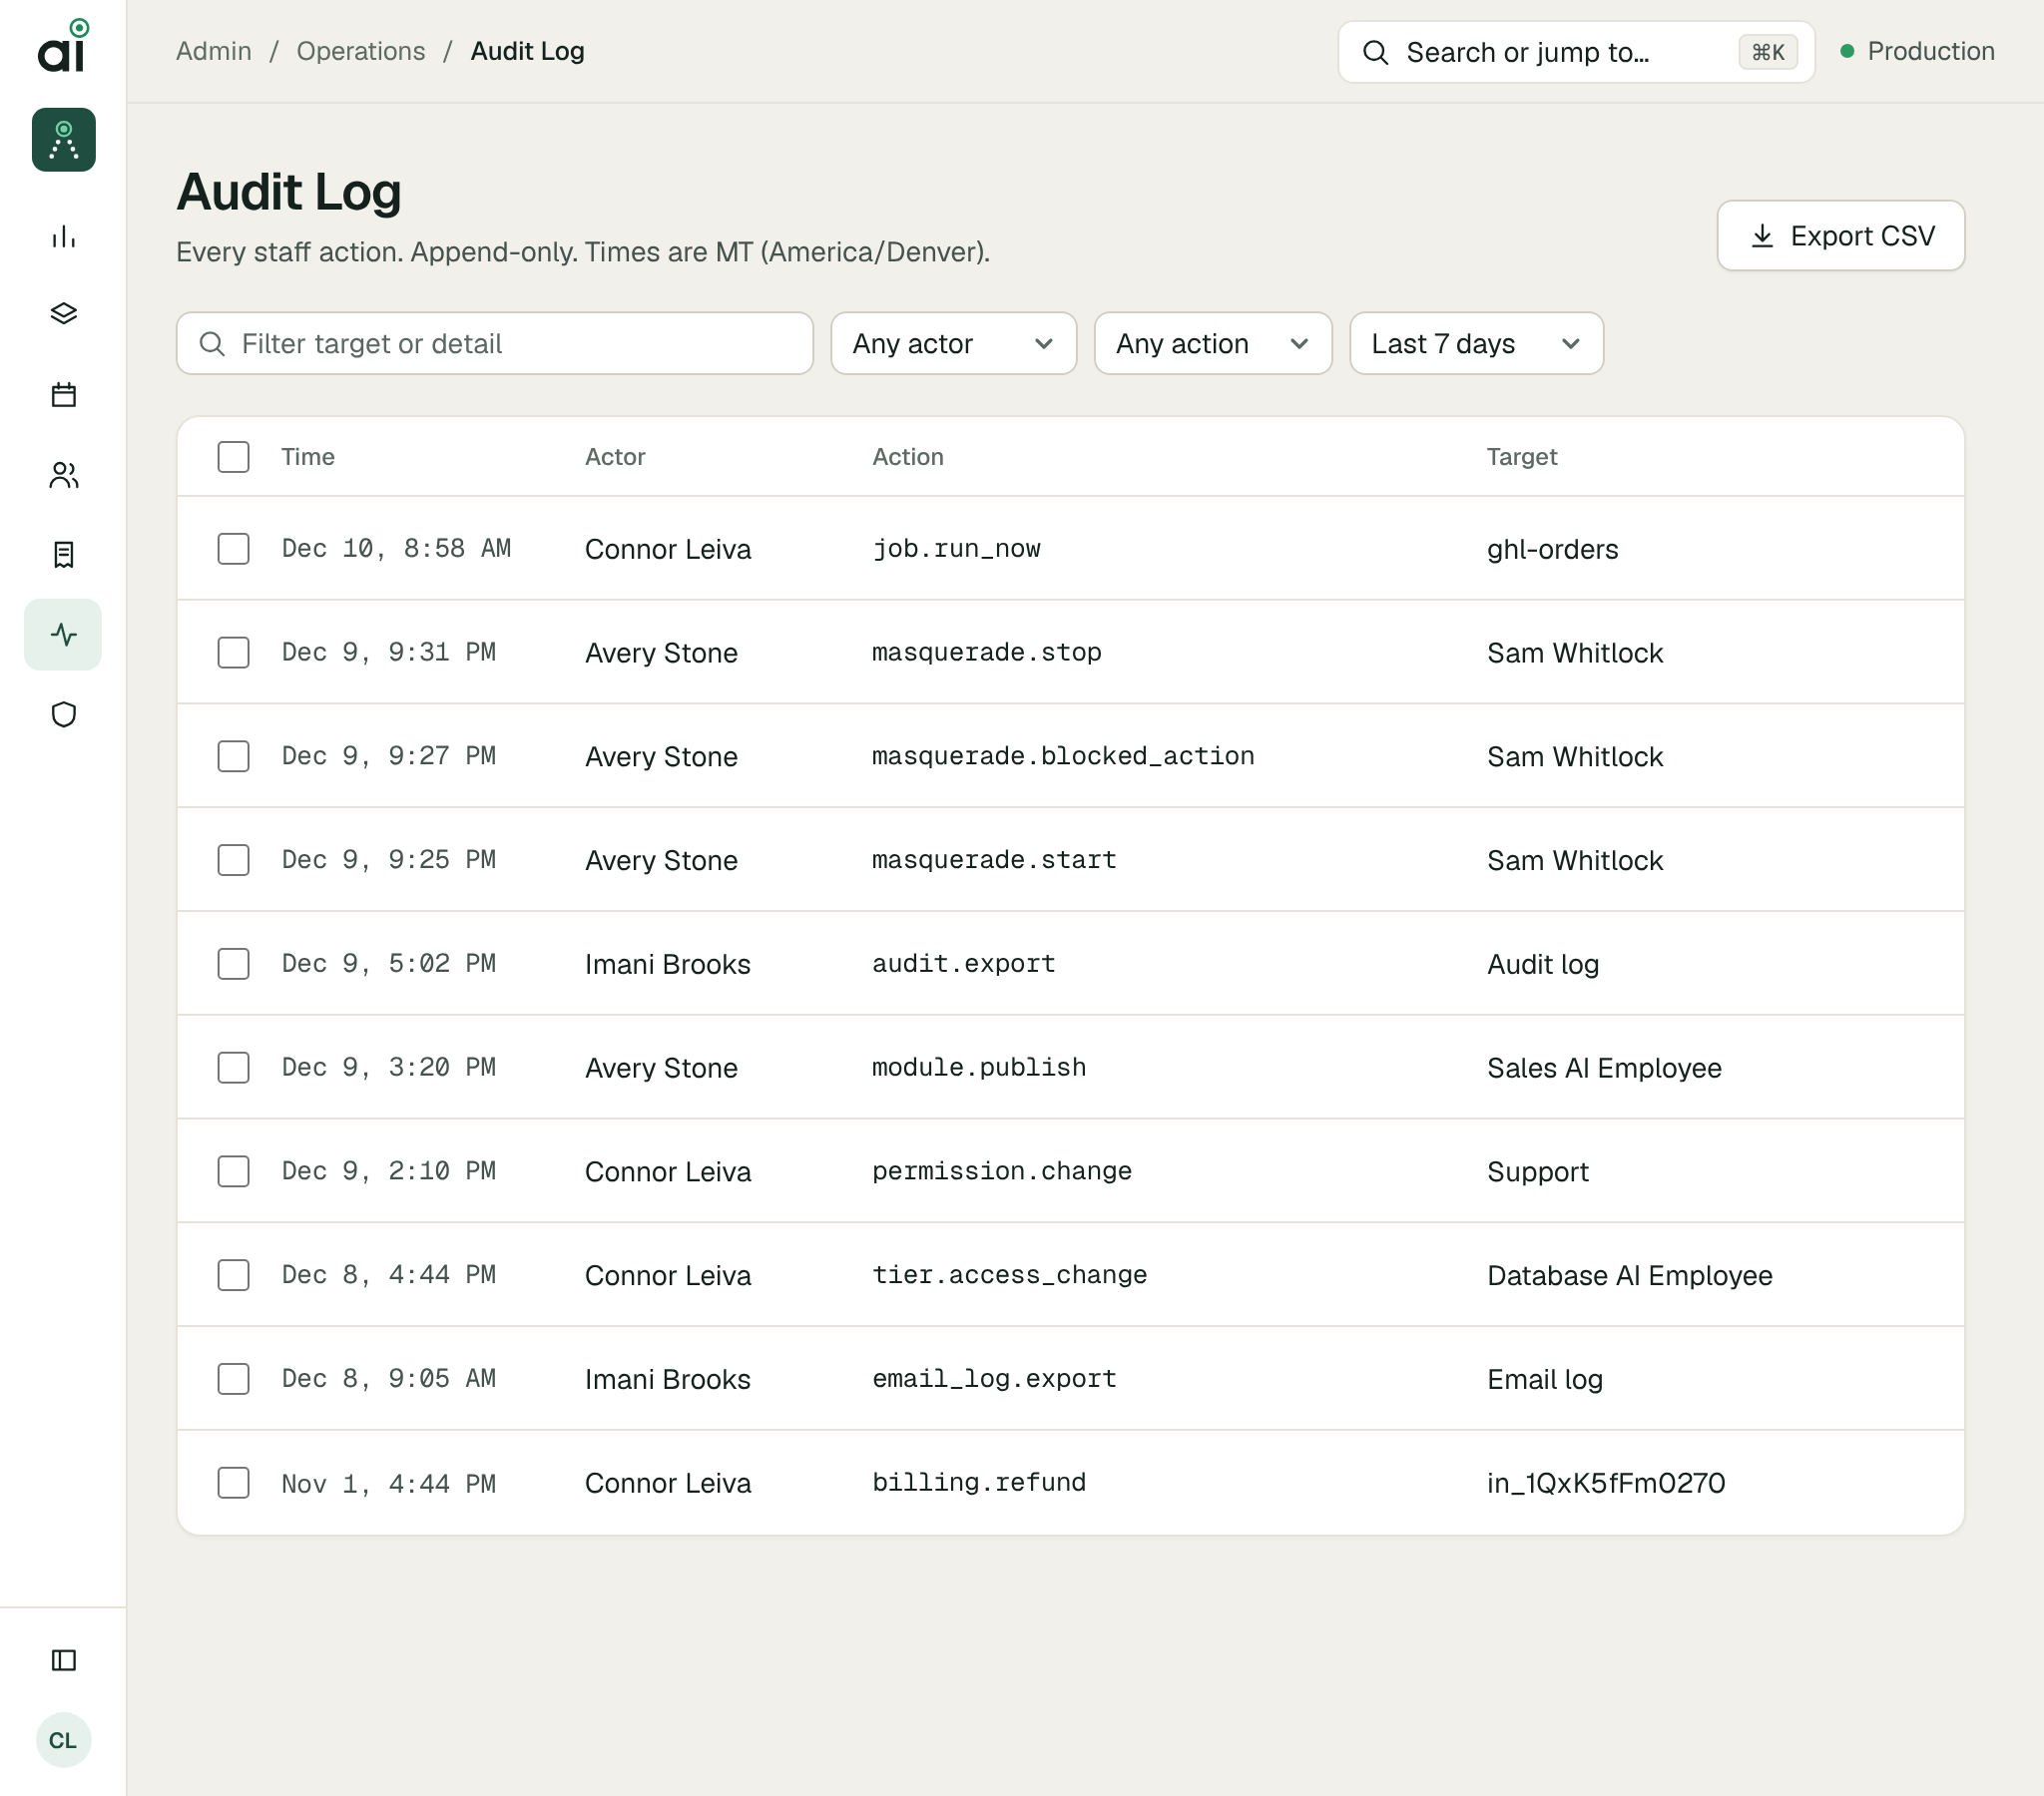 ai
Admin / Operations / Audit Log
Search or jump to... ⌘K
Production
Audit Log
Every staff action. Append-only. Times are MT (America/Denver).
Export CSV
Filter target or detail
Any actor
Any action
Last 7 days
Time Actor Action Target
Dec 10, 8:58 AM Connor Leiva job.run_now ghl-orders
Dec 9, 9:31 PM Avery Stone masquerade.stop Sam Whitlock
Dec 9, 9:27 PM Avery Stone masquerade.blocked_action Sam Whitlock
Dec 9, 9:25 PM Avery Stone masquerade.start Sam Whitlock
Dec 9, 5:02 PM Imani Brooks audit.export Audit log
Dec 9, 3:20 PM Avery Stone module.publish Sales AI Employee
Dec 9, 2:10 PM Connor Leiva permission.change Support
Dec 8, 4:44 PM Connor Leiva tier.access_change Database AI Employee
Dec 8, 9:05 AM Imani Brooks email_log.export Email log
Nov 1, 4:44 PM Connor Leiva billing.refund in_1QxK5fFm0270
CL